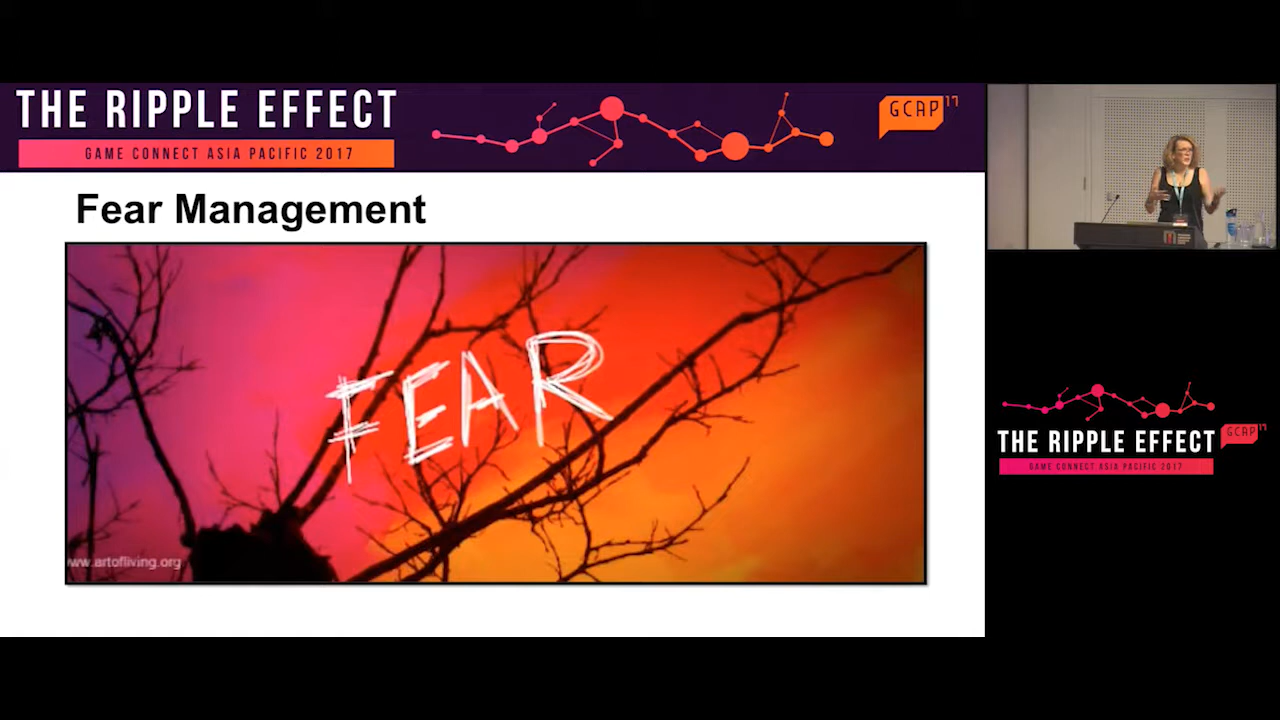 THE RIPPLE EFFECT
GAME CONNECT ASIA PACIFIC 2017
GCAP 17
Fear Management
FEAR
www.artofliving.org
THE RIPPLE EFFECT
GCAP 17
GAME CONNECT ASIA PACIFIC 2017